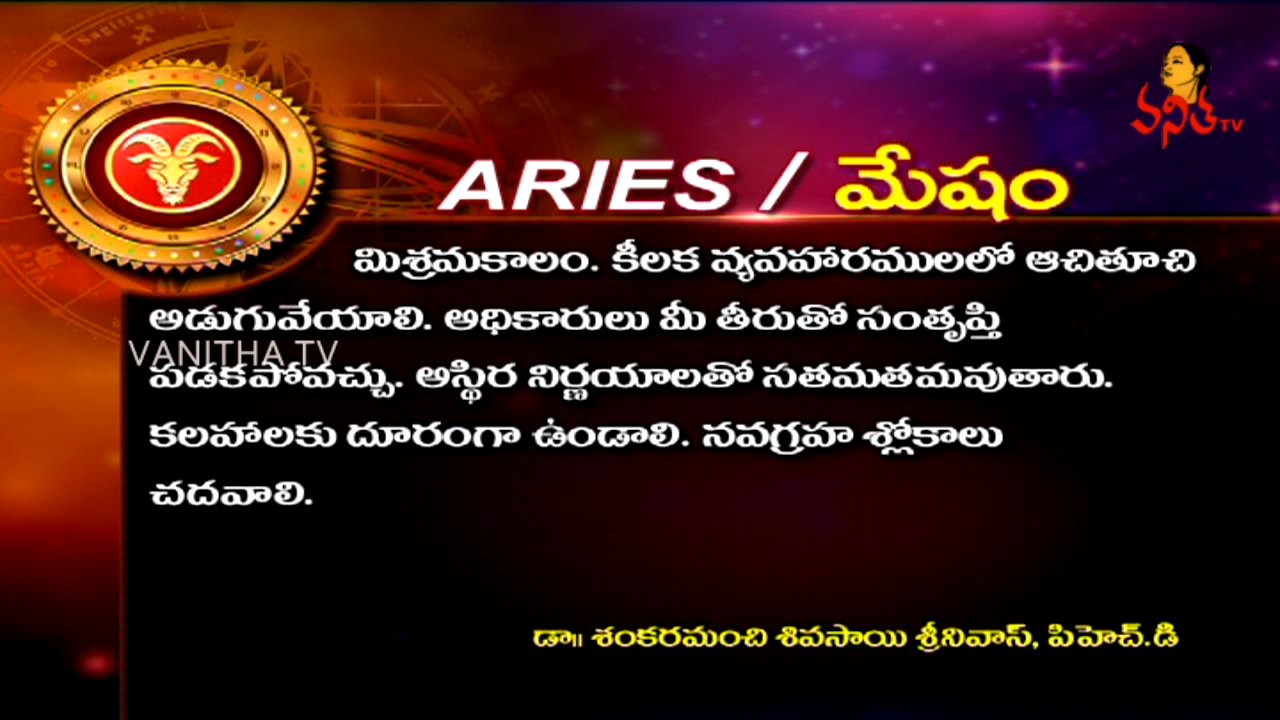 వనిత TV
ARIES / మేషం
మిశ్రమకాలం. కీలక వ్యవహారములలో ఆచితూచి
అడుగువేయాలి. అధికారులు మీ తీరుతో సంతృప్తి
VANITHA TV
పడకపోవచ్చు. అస్థిర నిర్ణయాలతో సతమతమవుతారు.
కలహాలకు దూరంగా ఉండాలి. నవగ్రహ శ్లోకాలు
చదవాలి.
డా॥ శంకరమంచి శివసాయి శ్రీనివాస్, పిహెచ్.డి